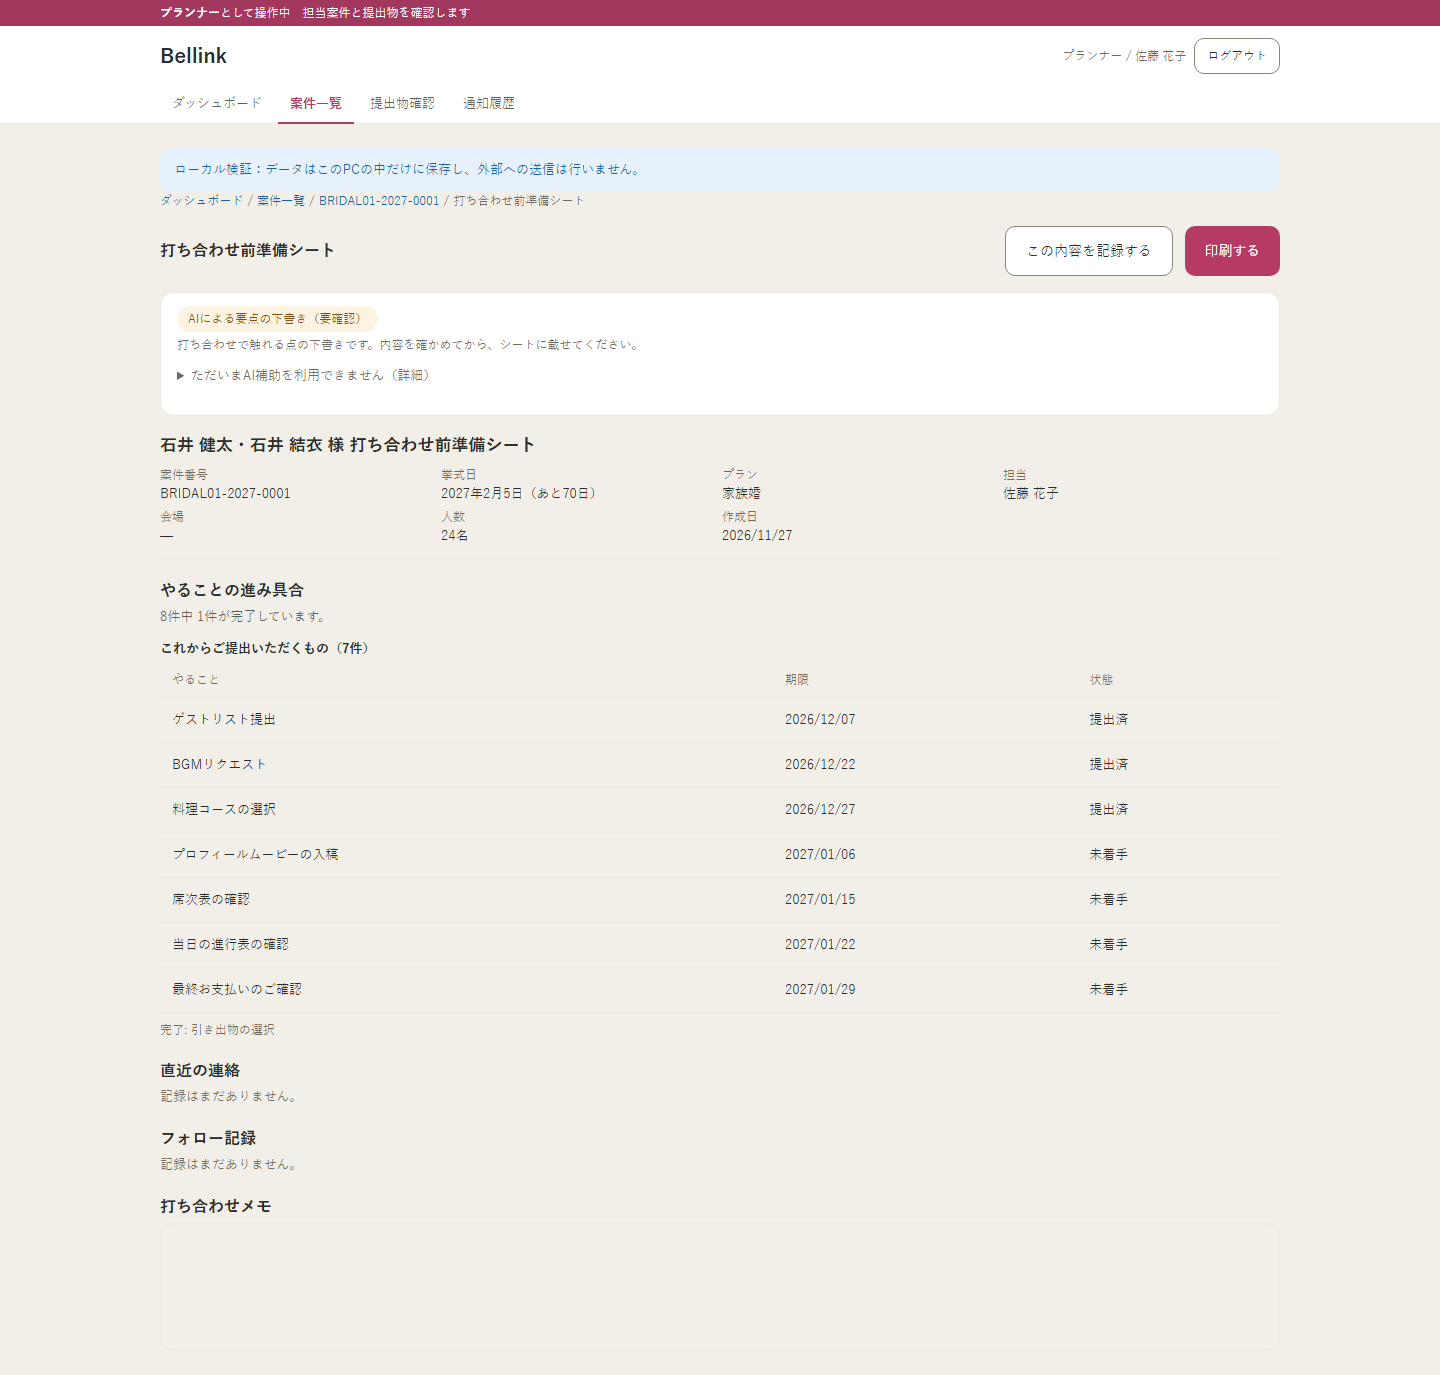 プランナーとして操作中 担当案件と提出物を確認します
Bellink
プランナー / 佐藤 花子 ログアウト
ダッシュボード 案件一覧 提出物確認 通知履歴
ローカル検証：データはこのPCの中だけに保存し、外部への送信は行いません。
ダッシュボード / 案件一覧 / BRIDAL01-2027-0001 / 打ち合わせ前準備シート
打ち合わせ前準備シート この内容を記録する 印刷する
AIによる要点の下書き（要確認）
打ち合わせで触れる点の下書きです。内容を確かめてから、シートに載せてください。
▶ ただいまAI補助を利用できません（詳細）
石井 健太・石井 結衣 様 打ち合わせ前準備シート
案件番号 挙式日 プラン 担当
BRIDAL01-2027-0001 2027年2月5日（あと70日） 家族婚 佐藤 花子
会場 人数 作成日
— 24名 2026/11/27
やることの進み具合
8件中 1件が完了しています。
これからご提出いただくもの（7件）
やること 期限 状態
ゲストリスト提出 2026/12/07 提出済
BGMリクエスト 2026/12/22 提出済
料理コースの選択 2026/12/27 提出済
プロフィールムービーの入稿 2027/01/06 未着手
席次表の確認 2027/01/15 未着手
当日の進行表の確認 2027/01/22 未着手
最終お支払いのご確認 2027/01/29 未着手
完了: 引き出物の選択
直近の連絡
記録はまだありません。
フォロー記録
記録はまだありません。
打ち合わせメモ